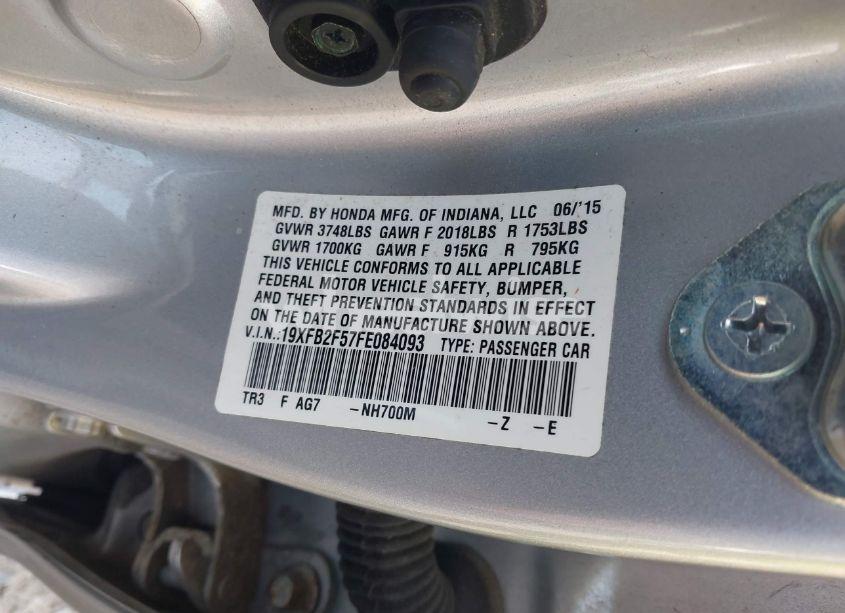 MFD. BY HONDA MFG. OF INDIANA, LLC 06/'15
GVWR 3748LBS GAWR F 2018LBS R 1753LBS
GVWR 1700KG GAWR F 915KG R 795KG
THIS VEHICLE CONFORMS TO ALL APPLICABLE
FEDERAL MOTOR VEHICLE SAFETY, BUMPER,
AND THEFT PREVENTION STANDARDS IN EFFECT
ON THE DATE OF MANUFACTURE SHOWN ABOVE.
V.I.N.:19XFB2F57FE084093 TYPE: PASSENGER CAR
TR3 F AG7 -NH700M -Z -E